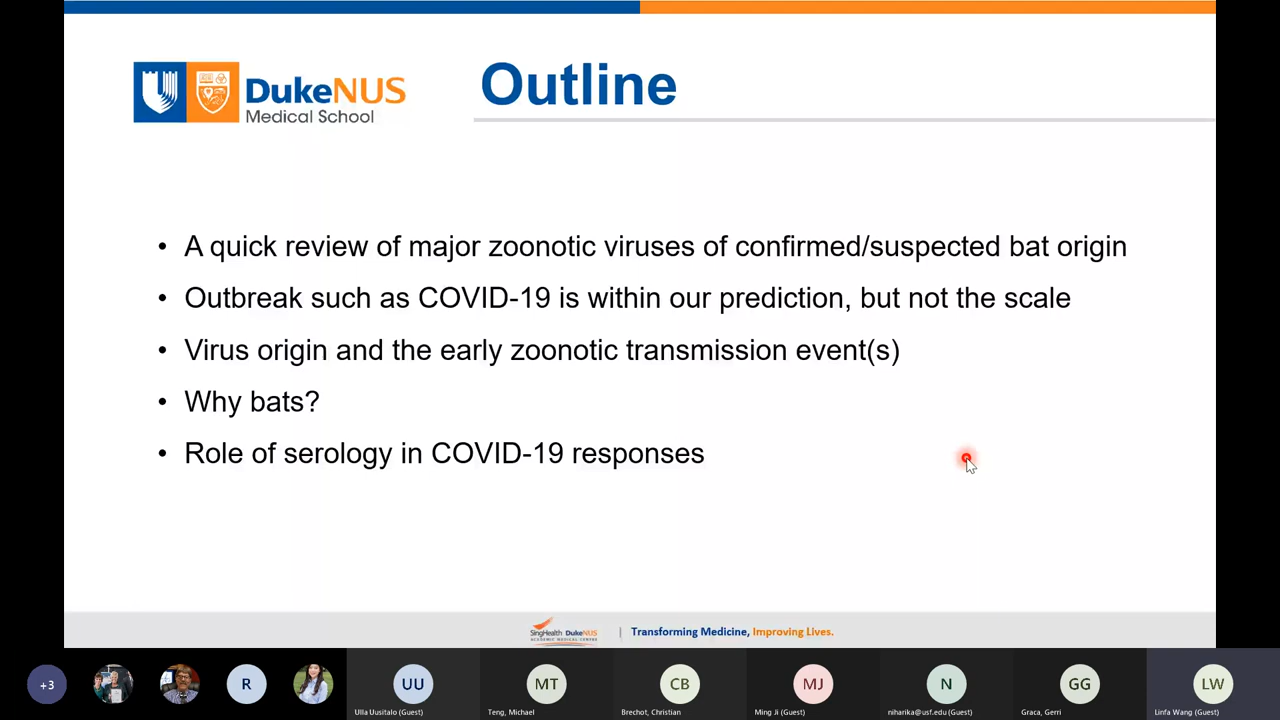 DukeNUS
Medical School
Outline
• A quick review of major zoonotic viruses of confirmed/suspected bat origin
• Outbreak such as COVID-19 is within our prediction, but not the scale
• Virus origin and the early zoonotic transmission event(s)
• Why bats?
• Role of serology in COVID-19 responses
SingHealth DukeNUS
ACADEMIC MEDICAL CENTRE
Transforming Medicine, Improving Lives.
+3
R
UU
MT
CB
MJ
N
GG
LW
Ulla Uusitalo (Guest)
Teng, Michael
Brechot, Christian
Ming Ji (Guest)
niharika@usf.edu (Guest)
Graca, Gerri
Linfa Wang (Guest)